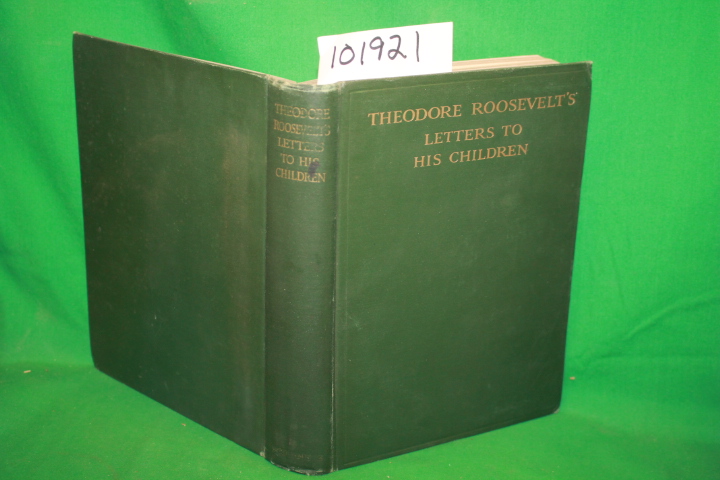 101921
THEODORE
ROOSEVELT'S
LETTERS
TO HIS
CHILDREN
THEODORE ROOSEVELT'S
LETTERS TO
HIS CHILDREN